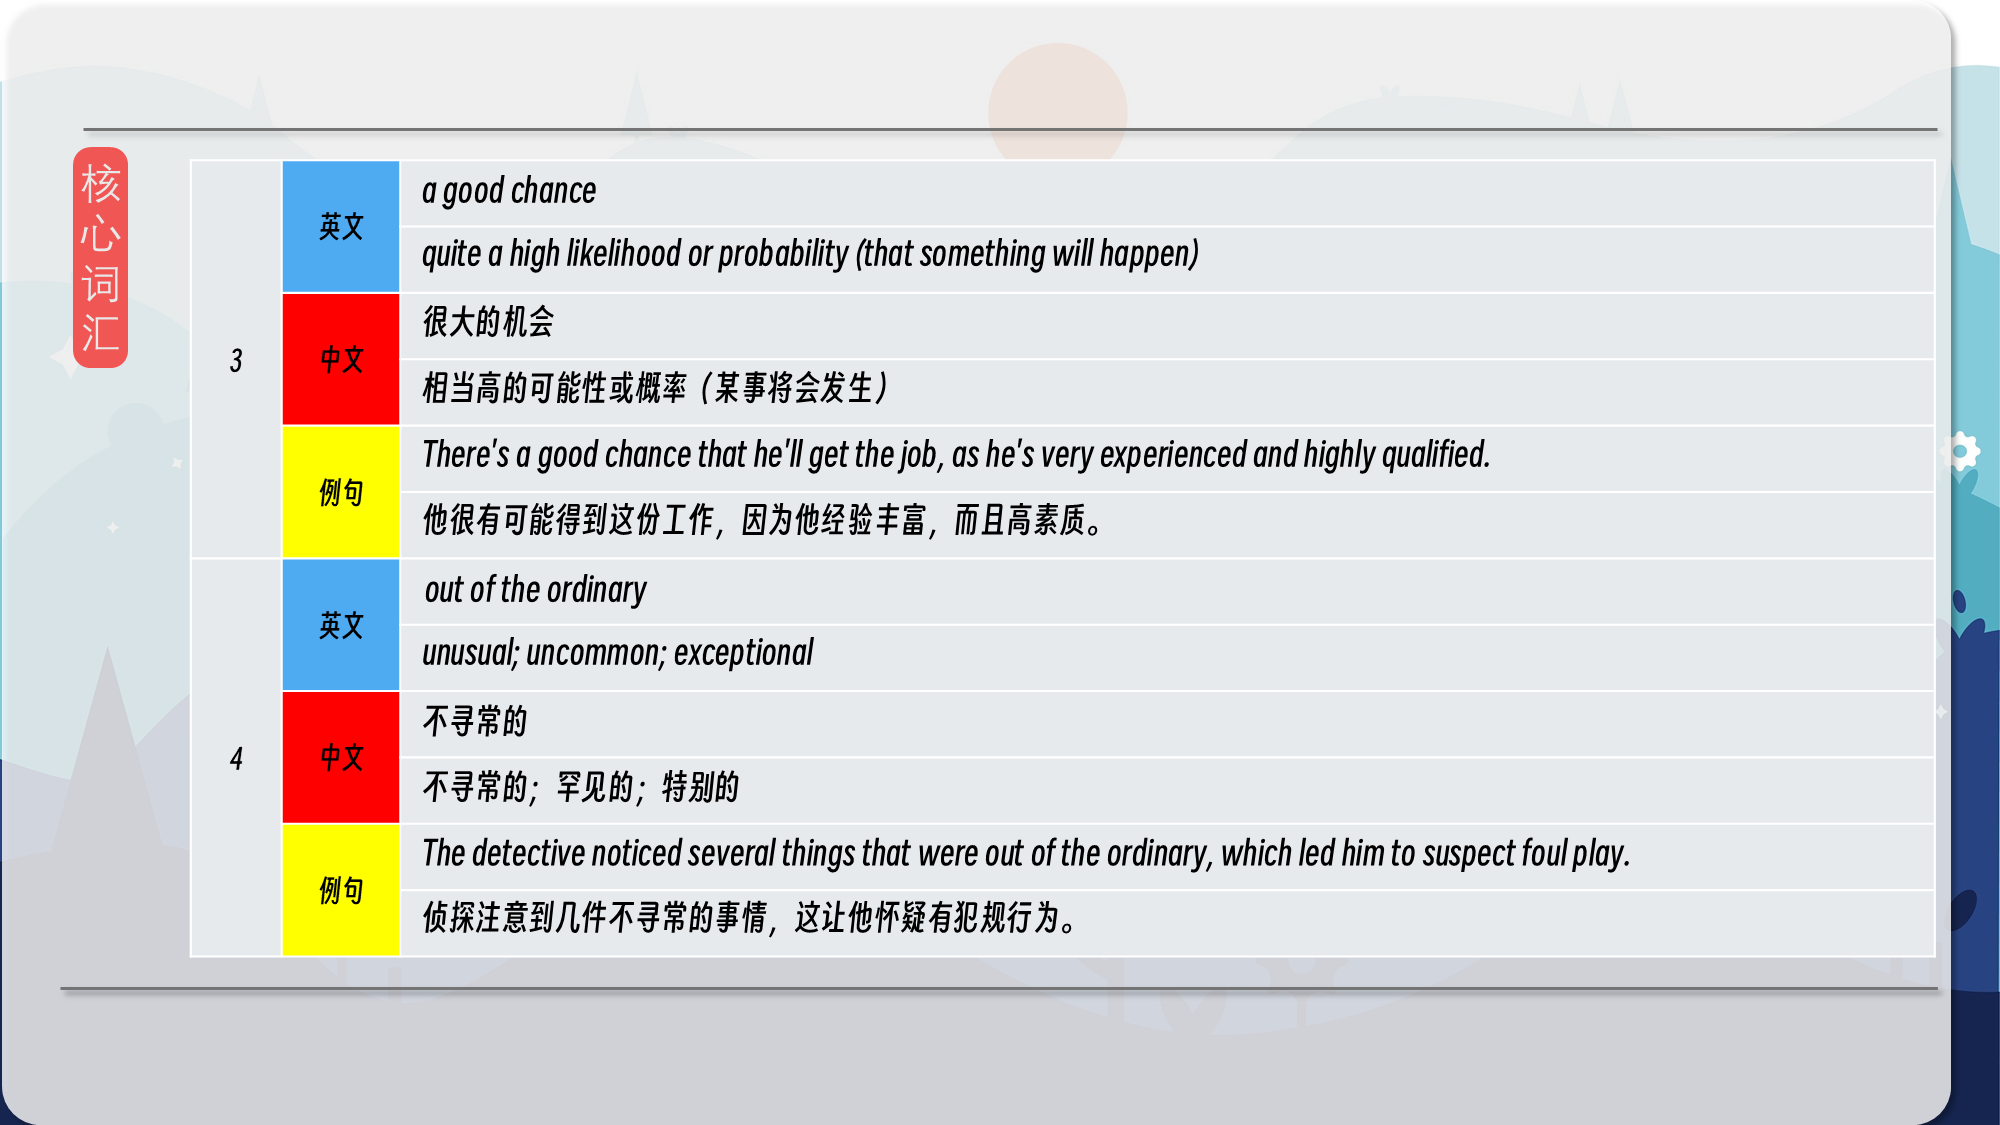 核心词汇
3
英文
a good chance
quite a high likelihood or probability (that something will happen)
中文
很大的机会
相当高的可能性或概率（某事将会发生）
例句
There's a good chance that he'll get the job, as he's very experienced and highly qualified.
他很有可能得到这份工作，因为他经验丰富，而且高素质。
4
英文
out of the ordinary
unusual; uncommon; exceptional
中文
不寻常的
不寻常的；罕见的；特别的
例句
The detective noticed several things that were out of the ordinary, which led him to suspect foul play.
侦探注意到几件不寻常的事情，这让他怀疑有犯规行为。